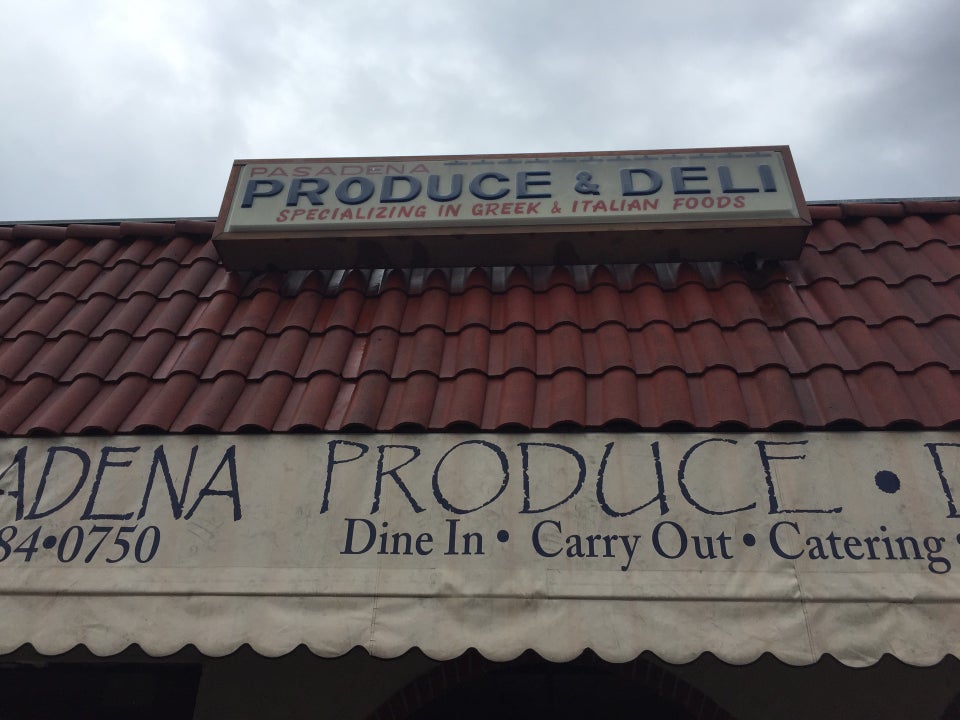 PASADENA
PRODUCE & DELI
SPECIALIZING IN GREEK & ITALIAN FOODS
ADENA PRODUCE • D
84•0750 Dine In • Carry Out • Catering •